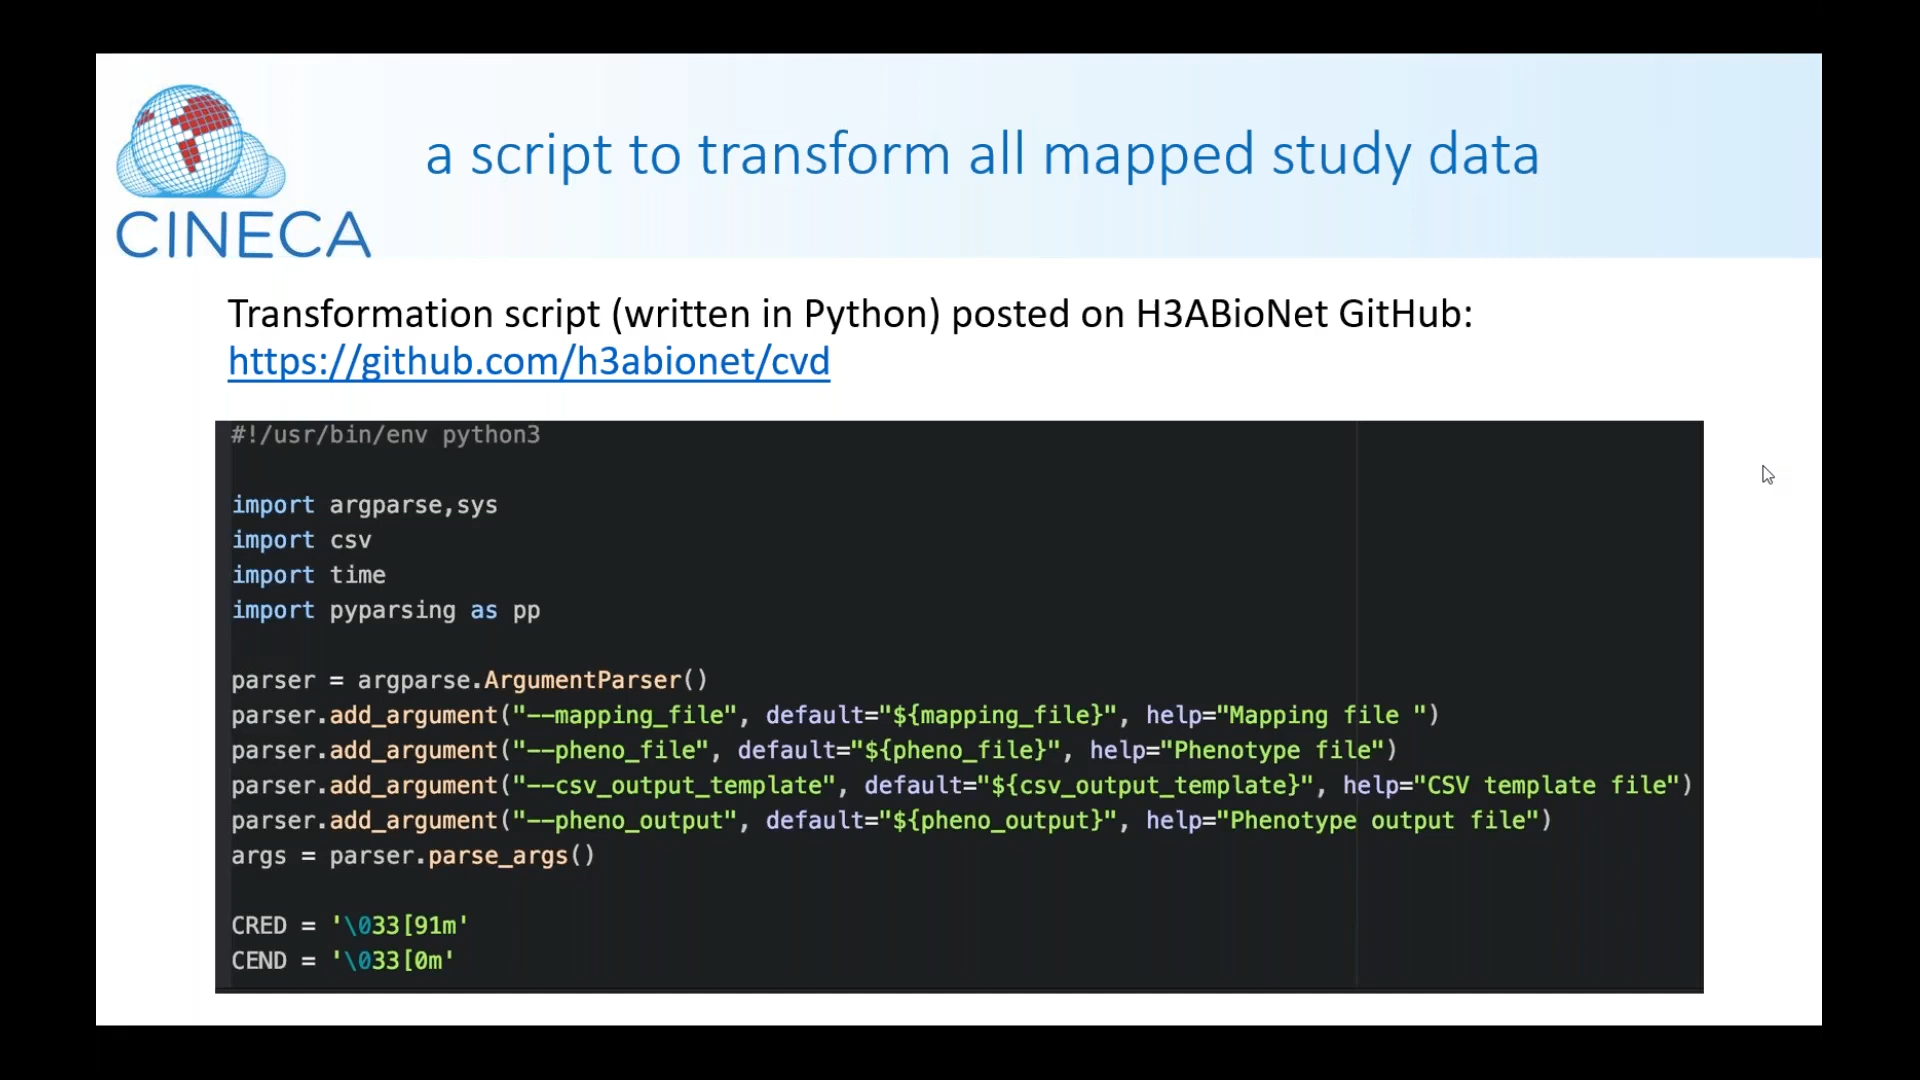 CINECA
a script to transform all mapped study data
Transformation script (written in Python) posted on H3ABioNet GitHub:
https://github.com/h3abionet/cvd
#!/usr/bin/env python3
import argparse,sys
import csv
import time
import pyparsing as pp
parser = argparse.ArgumentParser()
parser.add_argument("--mapping_file", default="${mapping_file}", help="Mapping file ")
parser.add_argument("--pheno_file", default="${pheno_file}", help="Phenotype file")
parser.add_argument("--csv_output_template", default="${csv_output_template}", help="CSV template file")
parser.add_argument("--pheno_output", default="${pheno_output}", help="Phenotype output file")
args = parser.parse_args()
CRED = '\033[91m'
CEND = '\033[0m'